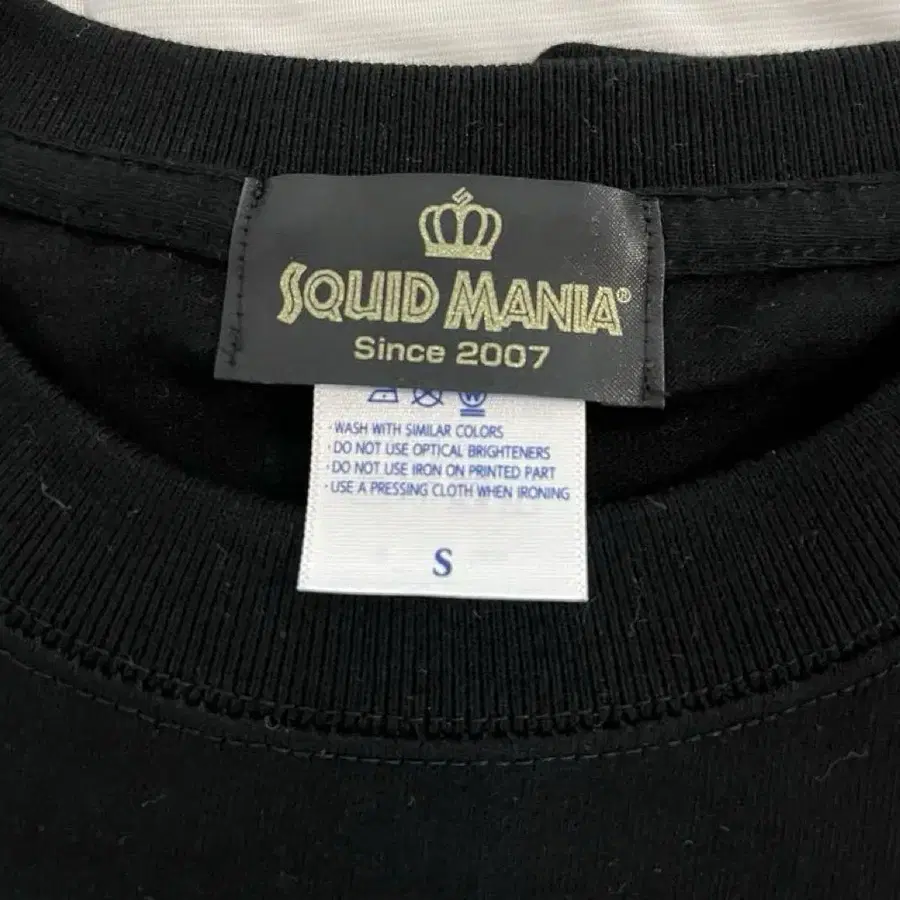 SQUID MANIA®
Since 2007
W
· WASH WITH SIMILAR COLORS
· DO NOT USE OPTICAL BRIGHTENERS
· DO NOT USE IRON ON PRINTED PART
· USE A PRESSING CLOTH WHEN IRONING
S